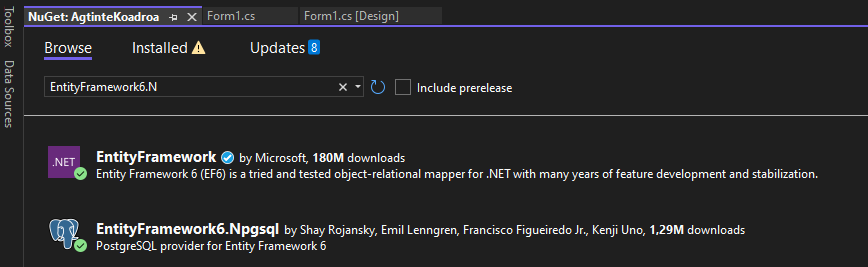 Toolbox
Data Sources
NuGet: AgtinteKoadroa
Form1.cs
Form1.cs [Design]
Browse
Installed
Updates 8
EntityFramework6.N
Include prerelease
.NET
EntityFramework by Microsoft, 180M downloads
Entity Framework 6 (EF6) is a tried and tested object-relational mapper for .NET with many years of feature development and stabilization.
EntityFramework6.Npgsql by Shay Rojansky, Emil Lenngren, Francisco Figueiredo Jr., Kenji Uno, 1,29M downloads
PostgreSQL provider for Entity Framework 6